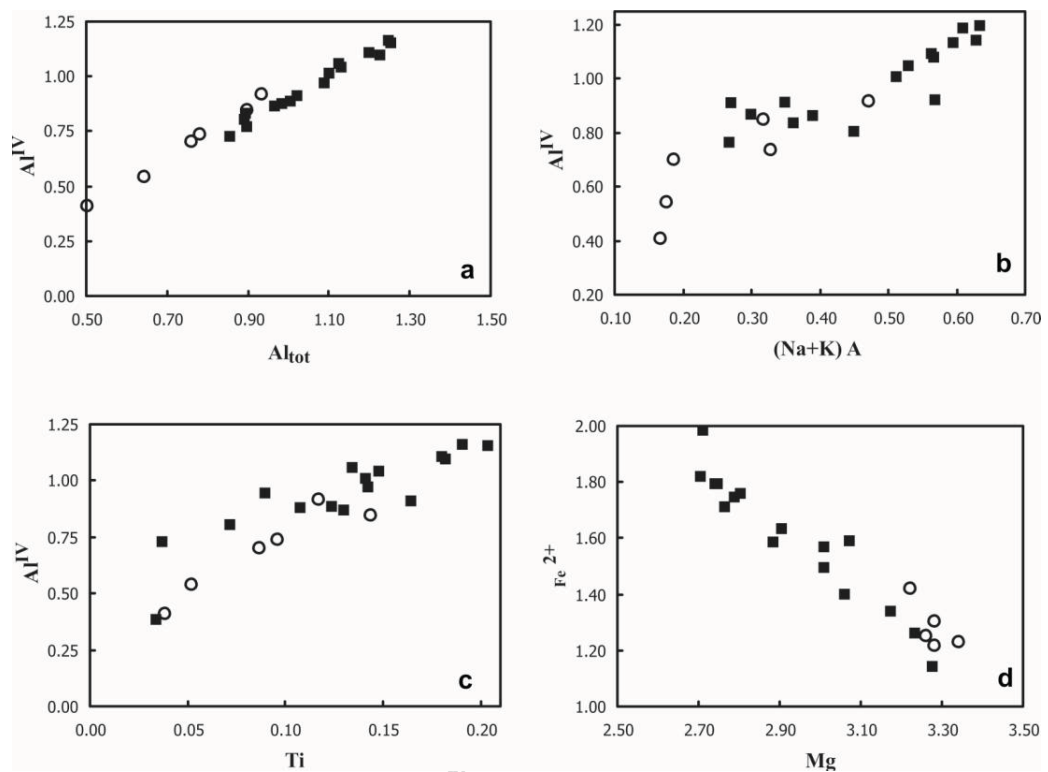 1.25
1.00
0.75
0.50
0.25
0.00
Al^IV
0.50 0.70 0.90 1.10 1.30 1.50
Al_tot
a
1.20
1.00
0.80
0.60
0.40
0.20
Al^IV
0.10 0.20 0.30 0.40 0.50 0.60 0.70
(Na+K) A
b
1.25
1.00
0.75
0.50
0.25
0.00
Al^IV
0.00 0.05 0.10 0.15 0.20
Ti
c
2.00
1.80
1.60
1.40
1.20
1.00
Fe 2+
2.50 2.70 2.90 3.10 3.30 3.50
Mg
d